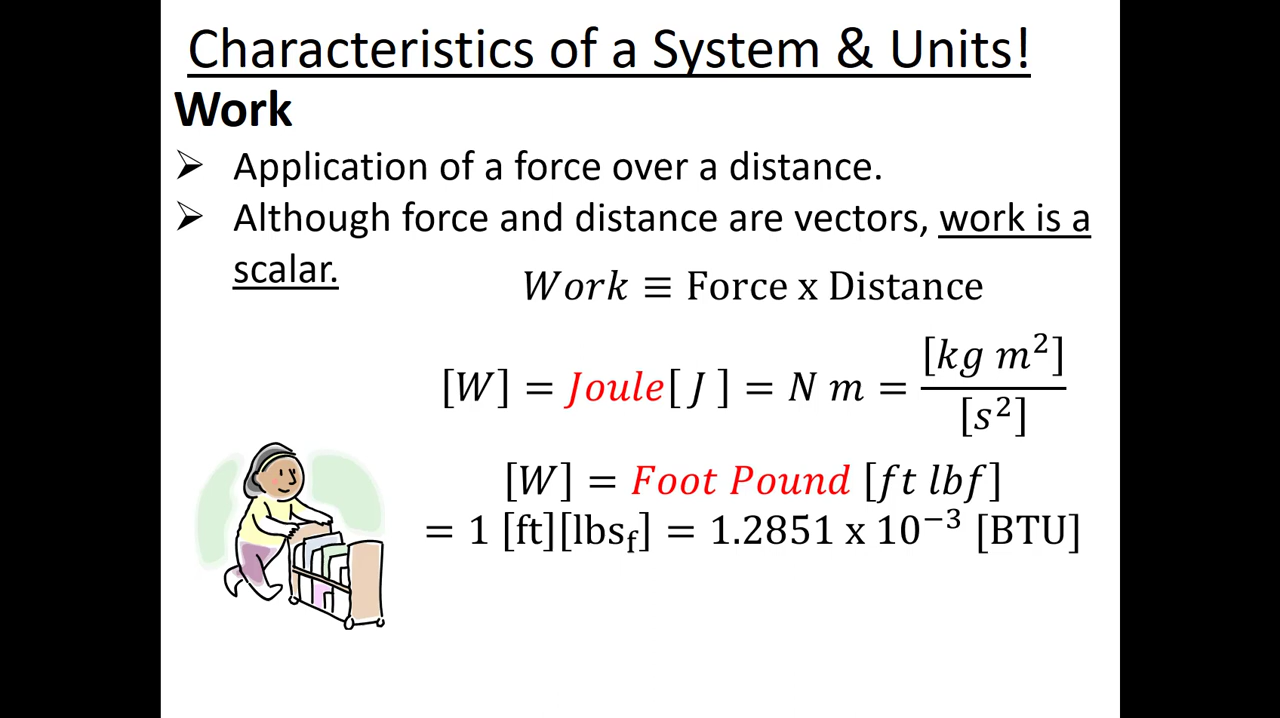 Characteristics of a System & Units!
Work
➢ Application of a force over a distance.
➢ Although force and distance are vectors, work is a
scalar.
Work ≡ Force x Distance
[W] = Joule[ J ] = N m = [kg m²] / [s²]
[W] = Foot Pound [ft lbf]
= 1 [ft][lbs_f] = 1.2851 x 10⁻³ [BTU]